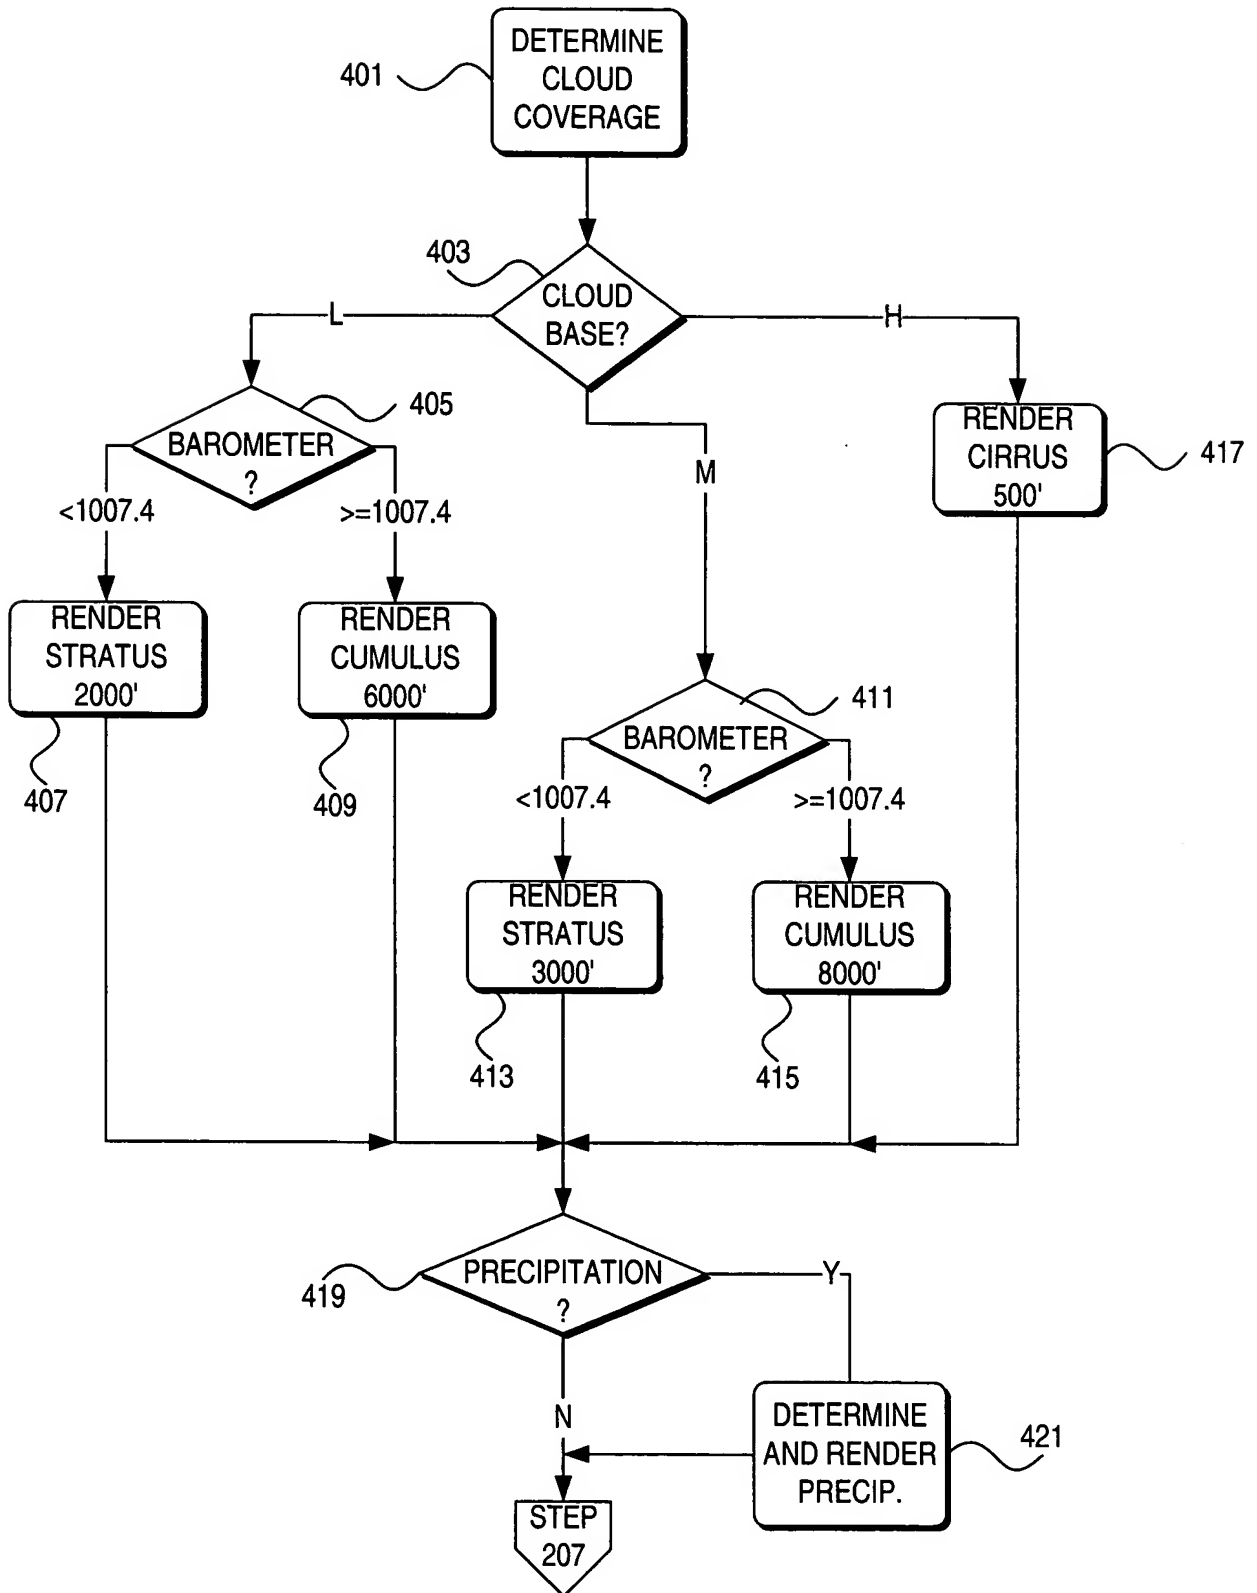 DETERMINE
CLOUD
COVERAGE
401
403
CLOUD
BASE?
L
H
405
BAROMETER
?
<1007.4
>=1007.4
M
RENDER
CIRRUS
500'
417
RENDER
STRATUS
2000'
407
RENDER
CUMULUS
6000'
409
411
BAROMETER
?
<1007.4
>=1007.4
RENDER
STRATUS
3000'
413
RENDER
CUMULUS
8000'
415
419
PRECIPITATION
?
Y
N
DETERMINE
AND RENDER
PRECIP.
421
STEP
207